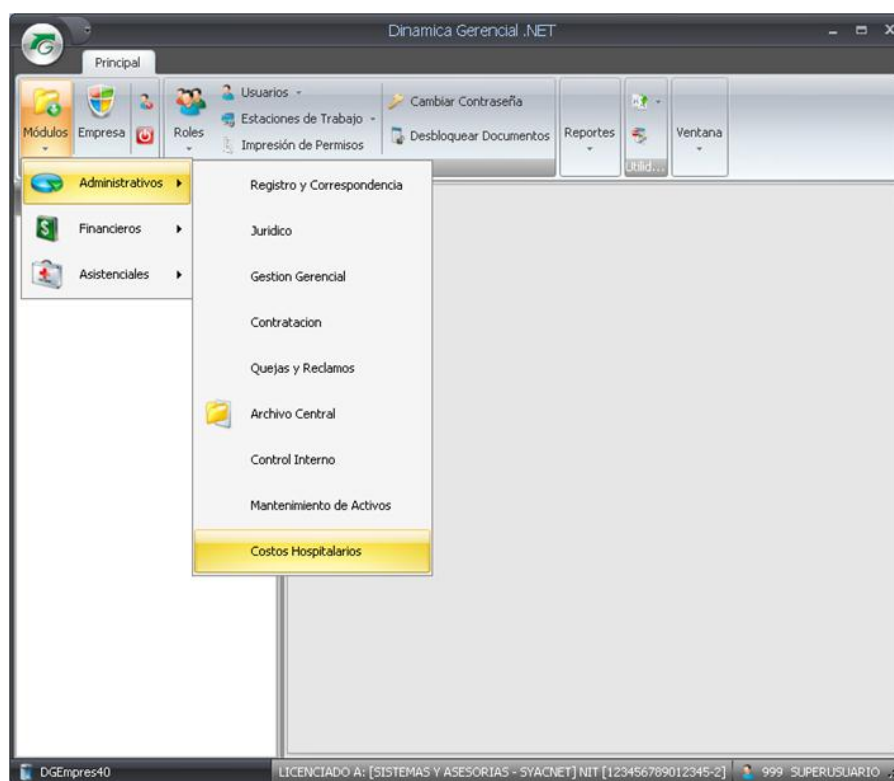 Dinamica Gerencial .NET
Principal
Módulos
Empresa
Roles
Usuarios
Estaciones de Trabajo
Impresión de Permisos
Cambiar Contraseña
Desbloquear Documentos
Reportes
Utilid...
Ventana
Administrativos
Financieros
Asistenciales
Registro y Correspondencia
Juridico
Gestion Gerencial
Contratacion
Quejas y Reclamos
Archivo Central
Control Interno
Mantenimiento de Activos
Costos Hospitalarios
DGEmpres40
LICENCIADO A: [SISTEMAS Y ASESORIAS - SYACNET] NIT [123456789012345-2]
999 SUPERUSUARIO